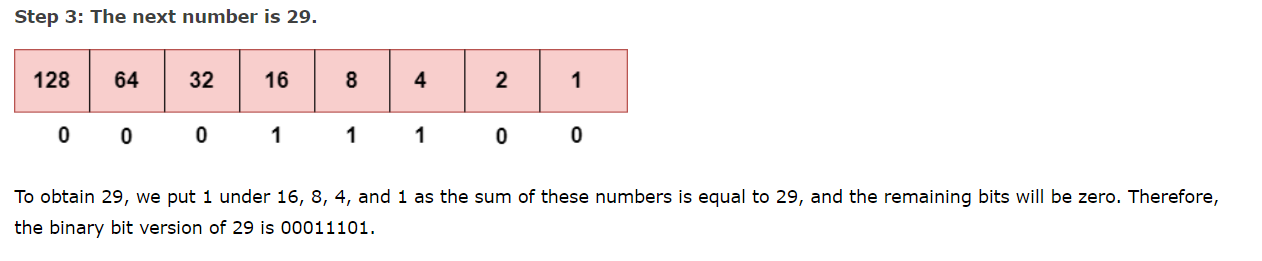 Step 3: The next number is 29.
128 64 32 16 8 4 2 1
0 0 0 1 1 1 0 0
To obtain 29, we put 1 under 16, 8, 4, and 1 as the sum of these numbers is equal to 29, and the remaining bits will be zero. Therefore,
the binary bit version of 29 is 00011101.